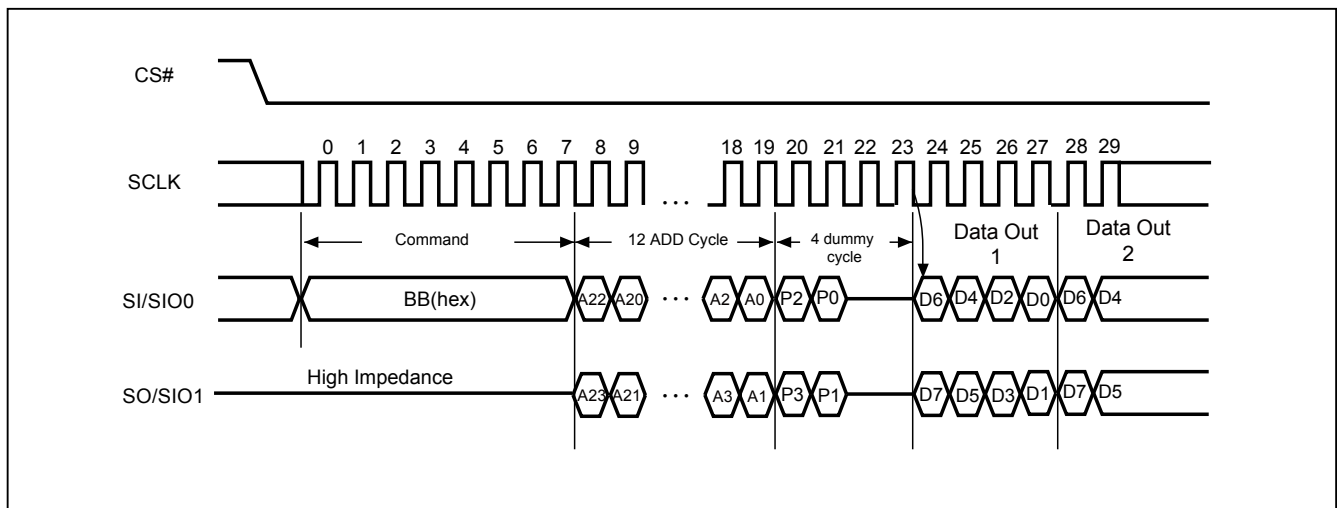 CS#
0 1 2 3 4 5 6 7 8 9 18 19 20 21 22 23 24 25 26 27 28 29
SCLK
...
Command
12 ADD Cycle
4 dummy
cycle
Data Out
1
Data Out
2
SI/SIO0
BB(hex)
A22 A20 ... A2 A0 P2 P0 D6 D4 D2 D0 D6 D4
High Impedance
SO/SIO1
A23 A21 ... A3 A1 P3 P1 D7 D5 D3 D1 D7 D5